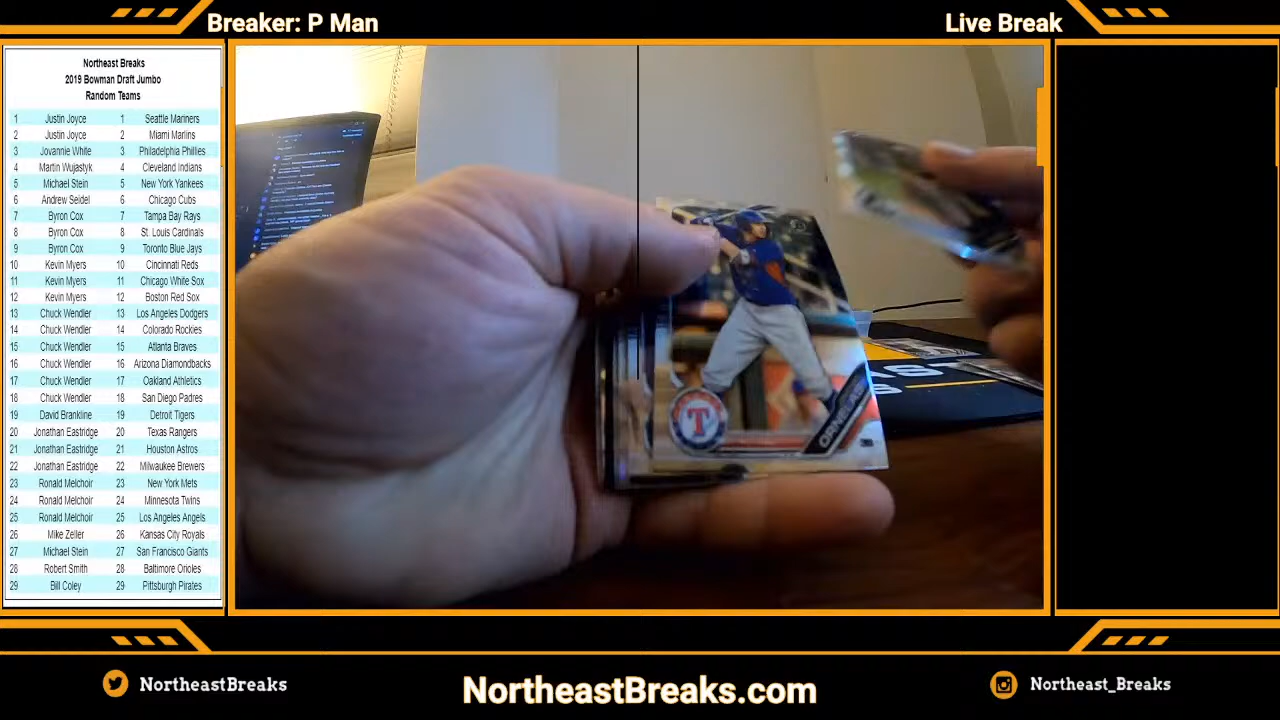 Breaker: P Man
Live Break
Northeast Breaks
2019 Bowman Draft Jumbo
Random Teams
1 Justin Joyce 1 Seattle Mariners
2 Justin Joyce 2 Miami Marlins
3 Jovannie White 3 Philadelphia Phillies
4 Martin Wujastyk 4 Cleveland Indians
5 Michael Stein 5 New York Yankees
6 Andrew Seidel 6 Chicago Cubs
7 Byron Cox 7 Tampa Bay Rays
8 Byron Cox 8 St. Louis Cardinals
9 Byron Cox 9 Toronto Blue Jays
10 Kevin Myers 10 Cincinnati Reds
11 Kevin Myers 11 Chicago White Sox
12 Kevin Myers 12 Boston Red Sox
13 Chuck Wendler 13 Los Angeles Dodgers
14 Chuck Wendler 14 Colorado Rockies
15 Chuck Wendler 15 Atlanta Braves
16 Chuck Wendler 16 Arizona Diamondbacks
17 Chuck Wendler 17 Oakland Athletics
18 Chuck Wendler 18 San Diego Padres
19 David Brankline 19 Detroit Tigers
20 Jonathan Eastridge 20 Texas Rangers
21 Jonathan Eastridge 21 Houston Astros
22 Jonathan Eastridge 22 Milwaukee Brewers
23 Ronald Melchoir 23 New York Mets
24 Ronald Melchoir 24 Minnesota Twins
25 Ronald Melchoir 25 Los Angeles Angels
26 Mike Zeller 26 Kansas City Royals
27 Michael Stein 27 San Francisco Giants
28 Robert Smith 28 Baltimore Orioles
29 Bill Coley 29 Pittsburgh Pirates
T
ORNELAS
NortheastBreaks
NortheastBreaks.com
Northeast_Breaks